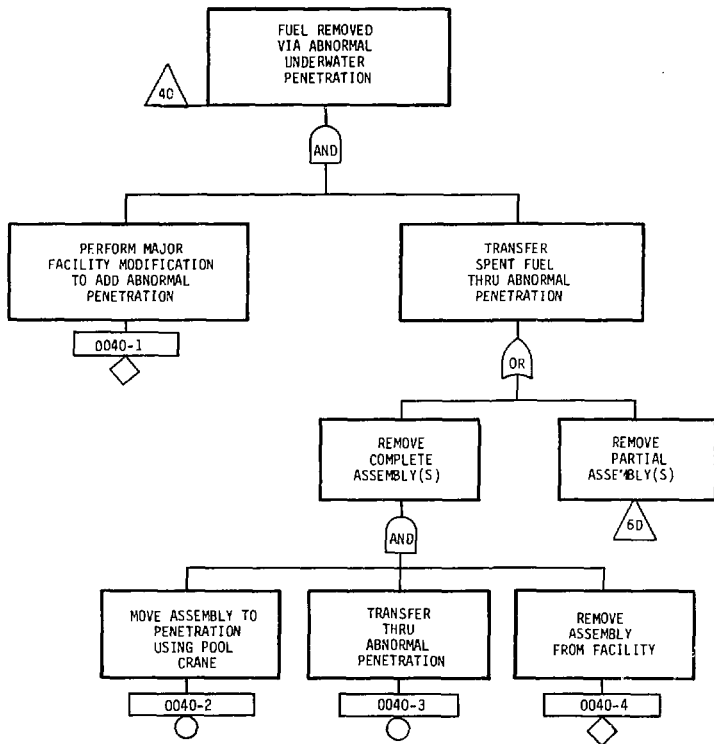 FUEL REMOVED
VIA ABNORMAL
UNDERWATER
PENETRATION
4D
AND
PERFORM MAJOR
FACILITY MODIFICATION
TO ADD ABNORMAL
PENETRATION
0040-1
TRANSFER
SPENT FUEL
THRU ABNORMAL
PENETRATION
OR
REMOVE
COMPLETE
ASSEMBLY(S)
REMOVE
PARTIAL
ASSEMBLY(S)
6D
AND
MOVE ASSEMBLY TO
PENETRATION
USING POOL
CRANE
0040-2
TRANSFER
THRU
ABNORMAL
PENETRATION
0040-3
REMOVE
ASSEMBLY
FROM FACILITY
0040-4